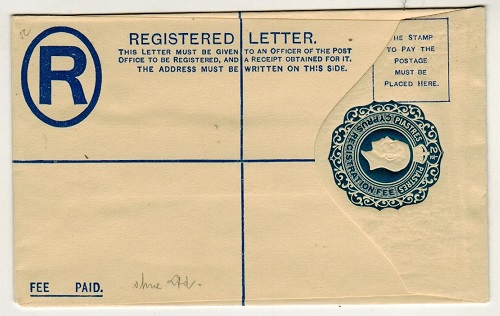 R
REGISTERED LETTER.
THIS LETTER MUST BE GIVEN TO AN OFFICER OF THE POST
OFFICE TO BE REGISTERED, AND A RECEIPT OBTAINED FOR IT.
THE ADDRESS MUST BE WRITTEN ON THIS SIDE.
THE STAMP
TO PAY THE
POSTAGE
MUST BE
PLACED HERE.
CYPRUS REGISTRATION FEE
PIASTRES
PIASTRES
FEE PAID.